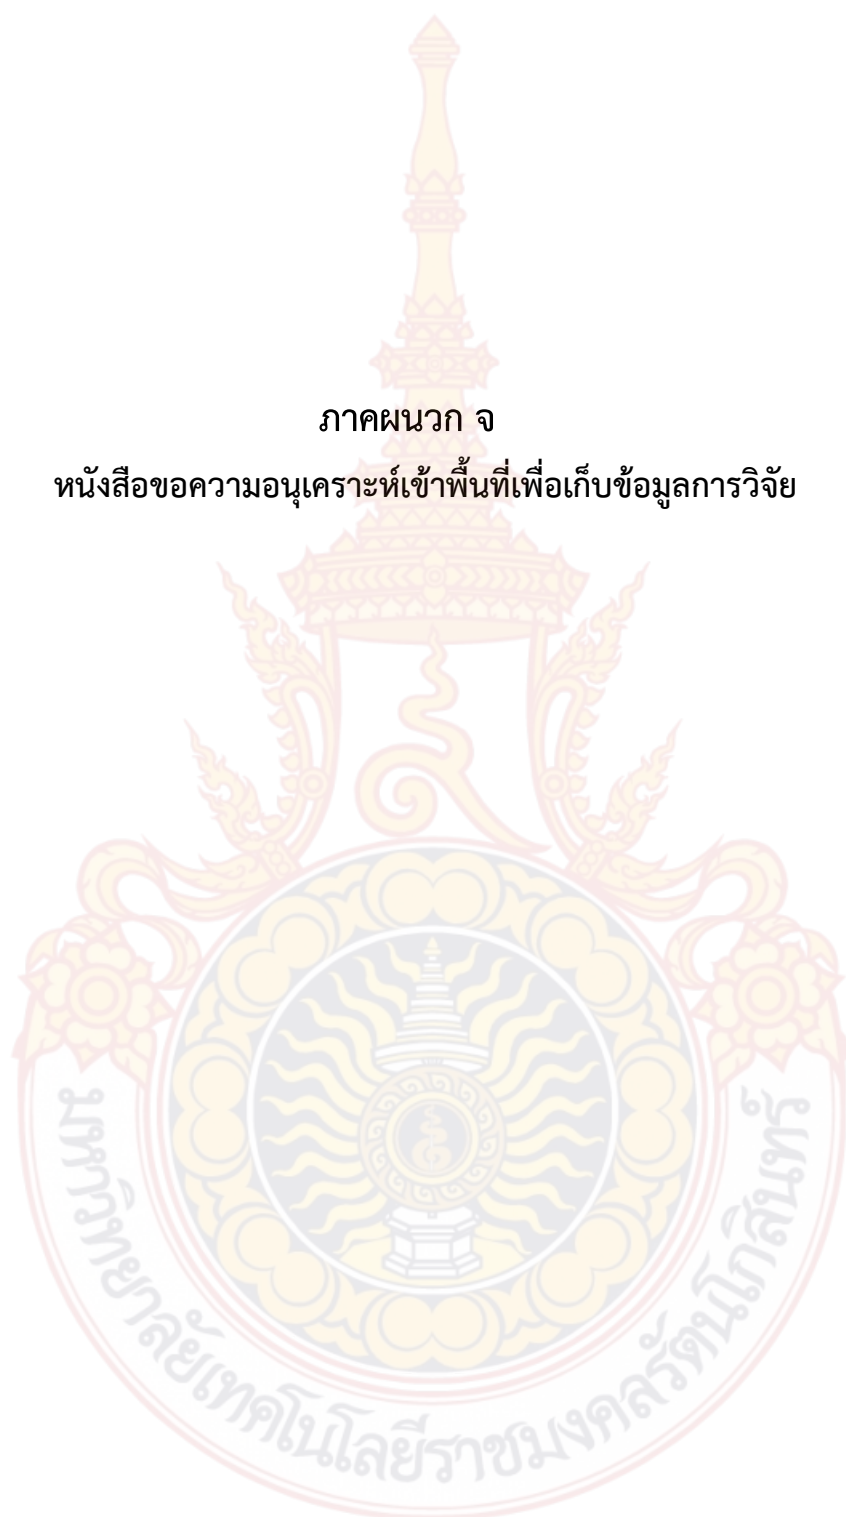 ภาคผนวก จ
หนังสือขอความอนุเคราะห์เข้าพื้นที่เพื่อเก็บข้อมูลการวิจัย
มหาวิทยาลัยเทคโนโลยีราชมงคลรัตนโกสินทร์